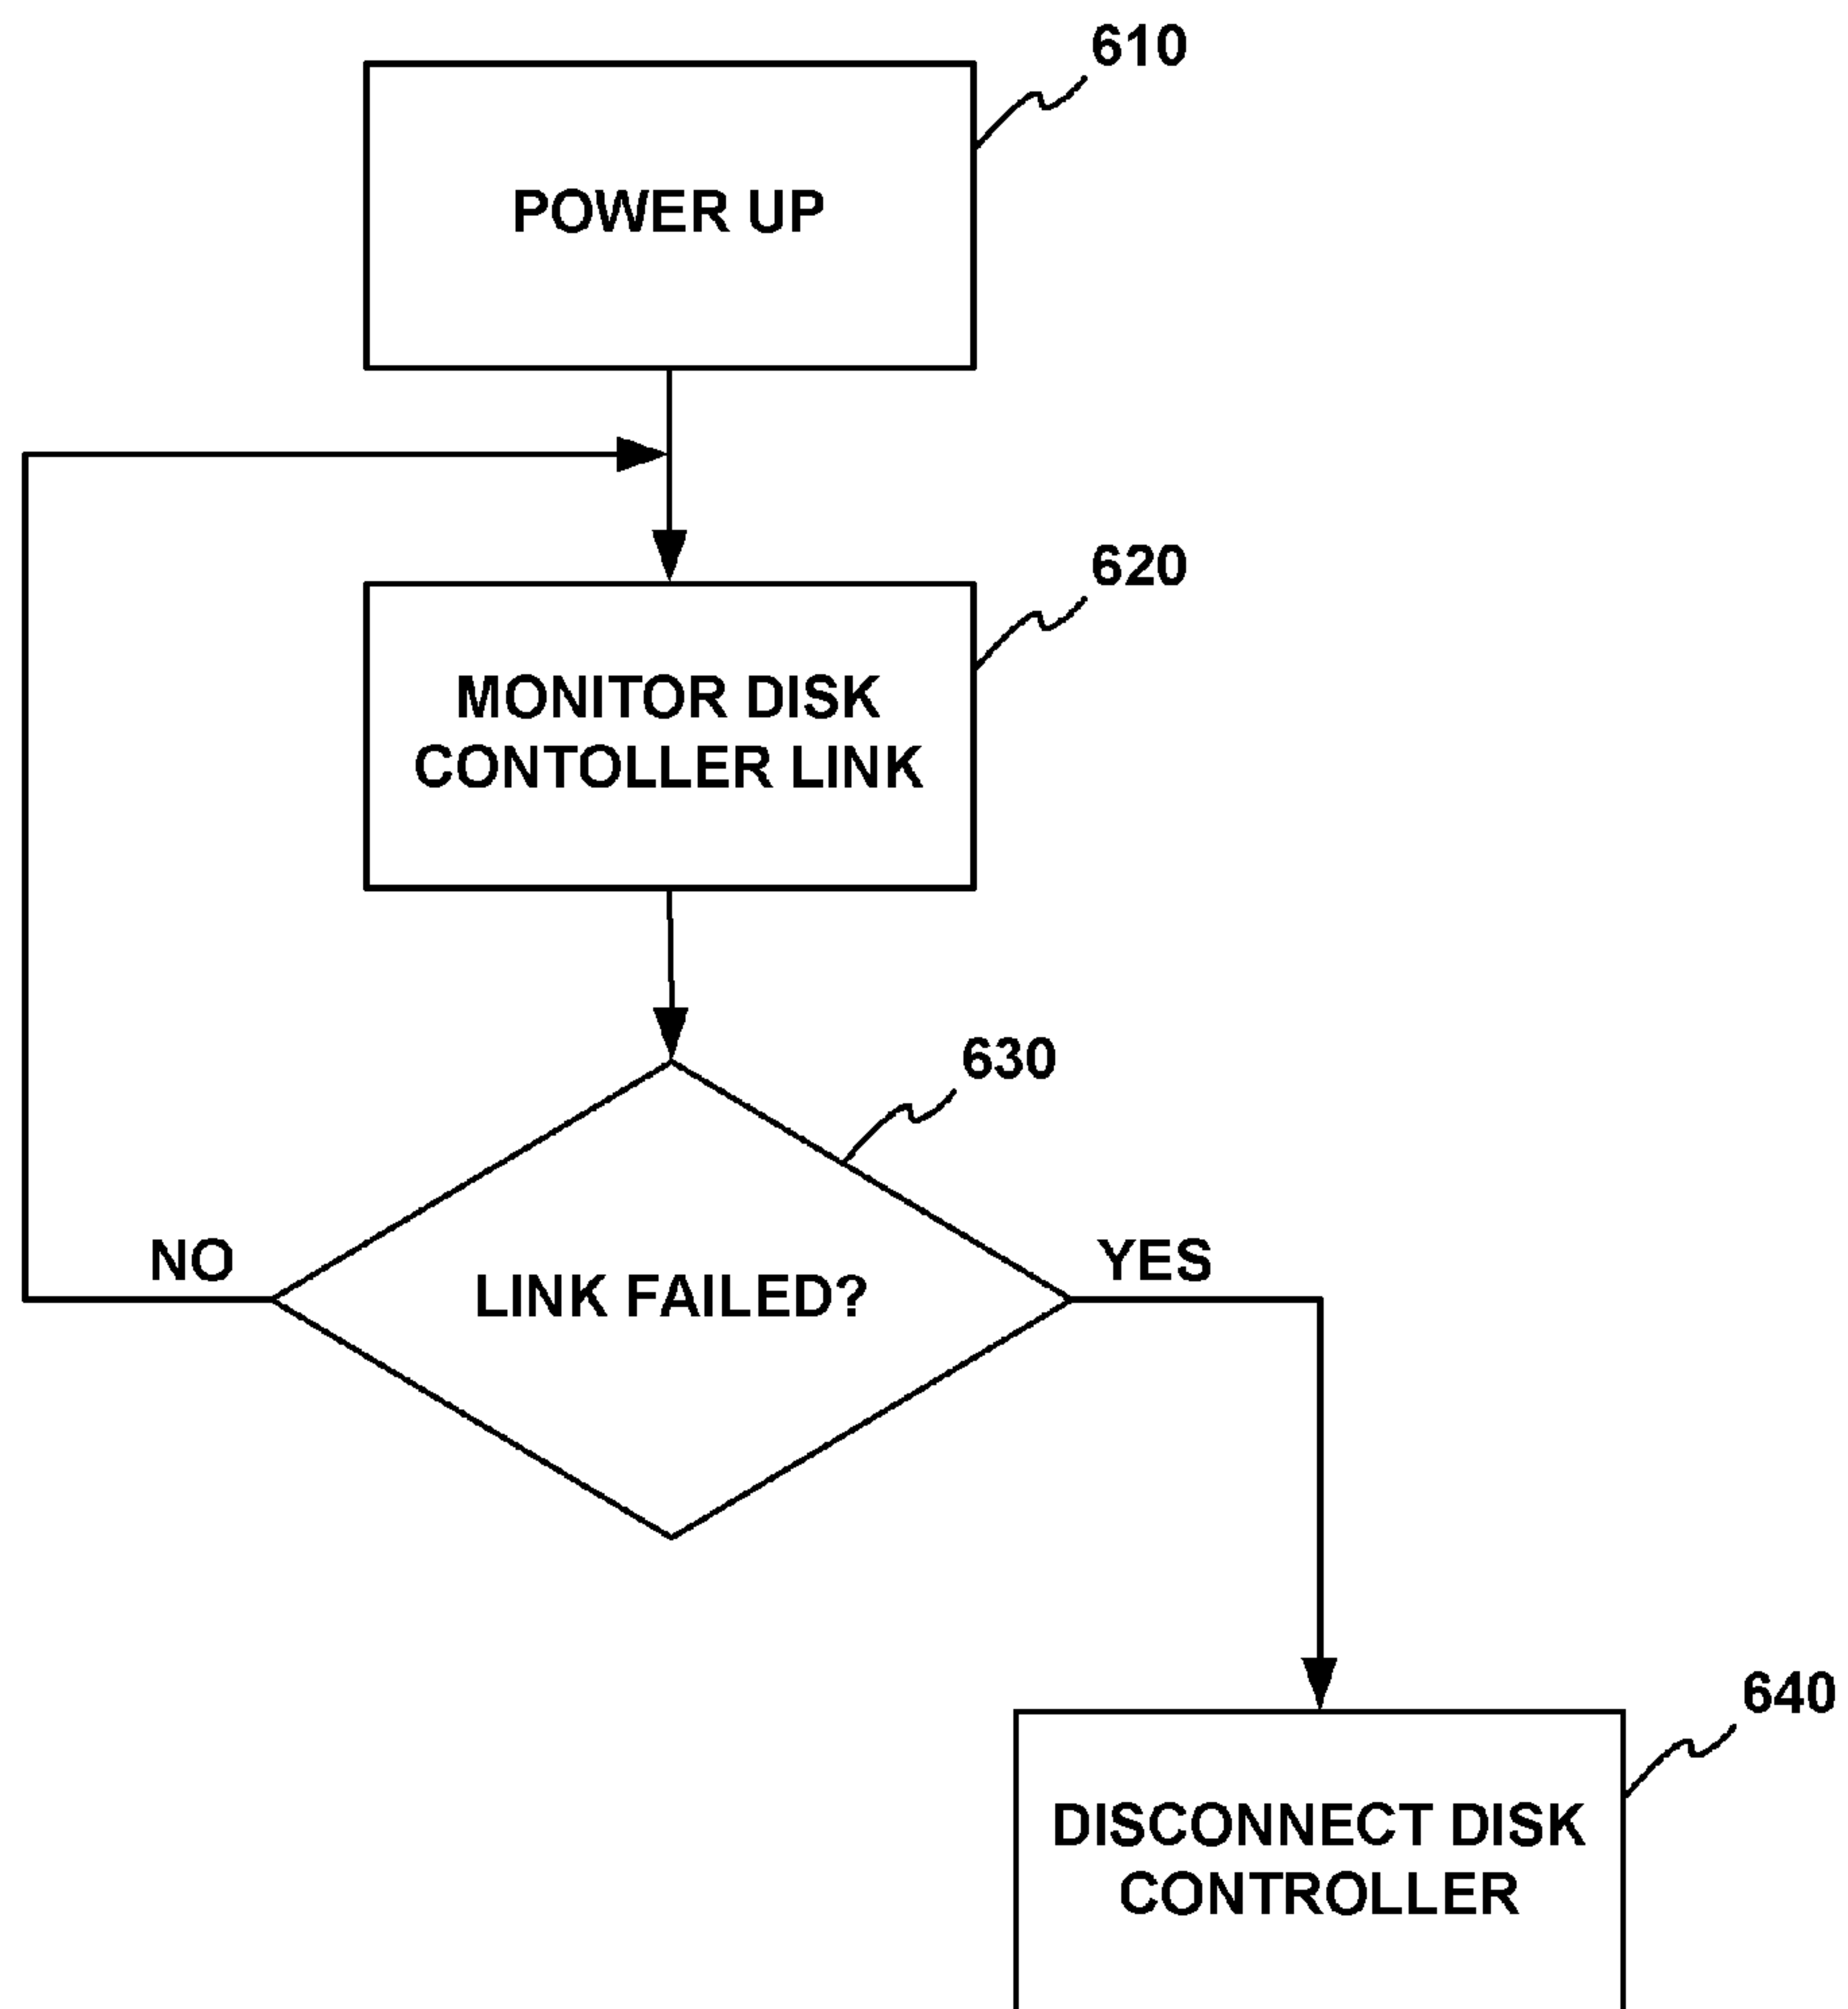 610
POWER UP
620
MONITOR DISK
CONTOLLER LINK
630
NO
YES
LINK FAILED?
640
DISCONNECT DISK
CONTROLLER